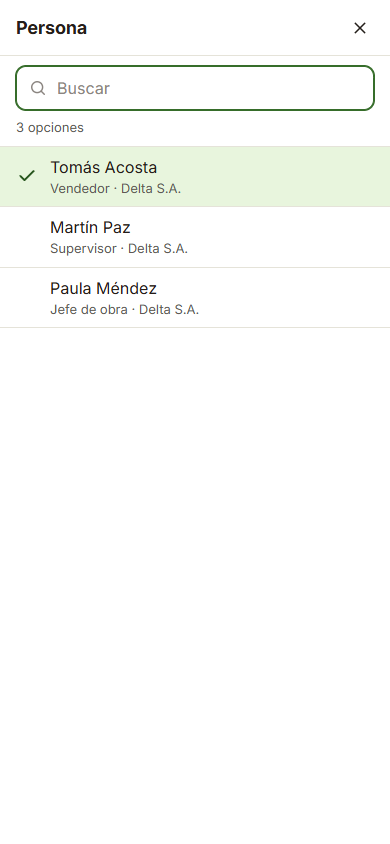 Persona
Buscar
3 opciones
Tomás Acosta
Vendedor · Delta S.A.
Martín Paz
Supervisor · Delta S.A.
Paula Méndez
Jefe de obra · Delta S.A.